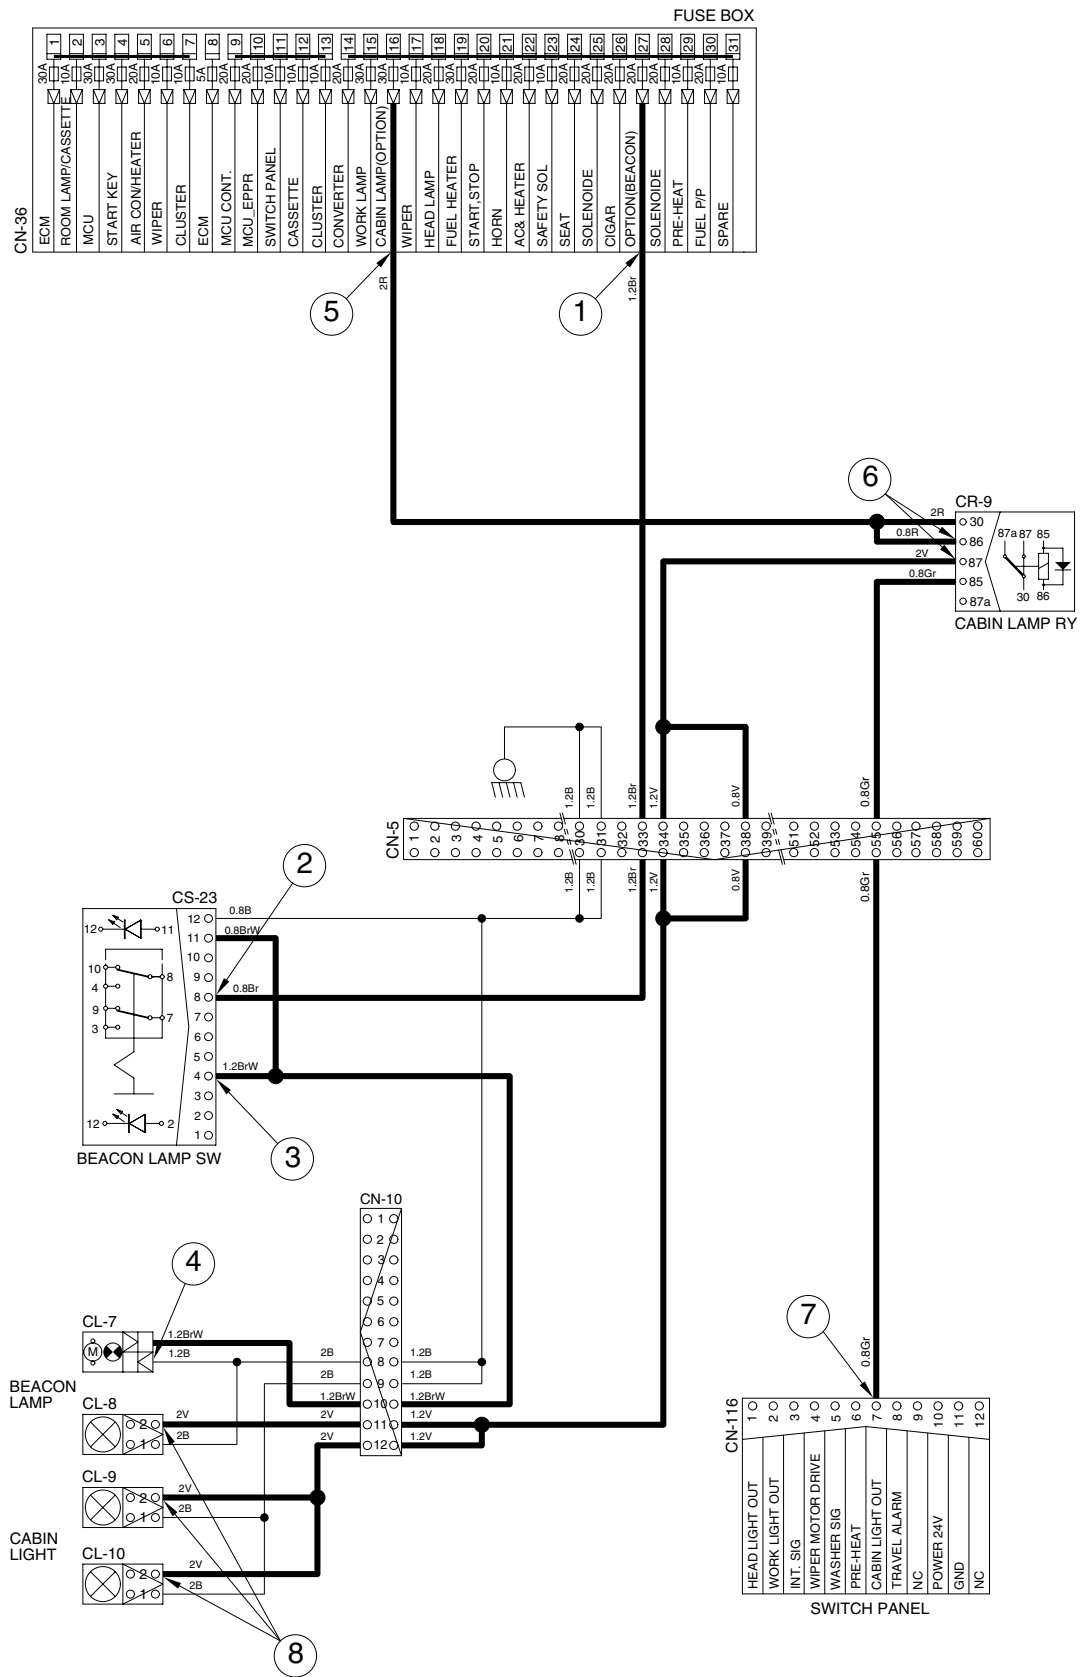 FUSE BOX
1 2 3 4 5 6 7 8 9 10 11 12 13 14 15 16 17 18 19 20 21 22 23 24 25 26 27 28 29 30 31
30A 10A 30A 30A 20A 10A 10A 5A 20A 20A 10A 10A 10A 20A 30A 20A 10A 20A 30A 20A 10A 20A 10A 20A 20A 20A 20A 20A 10A 20A 10A
CN-36
ECM
ROOM LAMP/CASSETTE
MCU
START KEY
AIR CON/HEATER
WIPER
CLUSTER
ECM
MCU CONT.
MCU_EPPR
SWITCH PANEL
CASSETTE
CLUSTER
CONVERTER
WORK LAMP
CABIN LAMP(OPTION)
WIPER
HEAD LAMP
FUEL HEATER
START,STOP
HORN
AC& HEATER
SAFETY SOL
SEAT
SOLENOIDE
CIGAR
OPTION(BEACON)
SOLENOIDE
PRE-HEAT
FUEL P/P
SPARE
2R
1.2Br
5
1
6
CR-9
2R
0.8R
2V
0.8Gr
30
86
87
85
87a
87a 87 85
30 86
CABIN LAMP RY
1.2B
1.2B
1.2Br
1.2V
0.8V
0.8Gr
CN-5
1 2 3 4 5 6 7 8 30 31 32 33 34 35 36 37 38 39 51 52 53 54 55 56 57 58 59 60
1.2B
1.2B
1.2Br
1.2V
0.8V
0.8Gr
2
CS-23
12
11
10
9
8
7
6
5
4
3
2
1
0.8B
0.8BrW
0.8Br
1.2BrW
12 11
10
8
4
9
7
3
12 2
BEACON LAMP SW
3
CN-10
1
2
3
4
5
6
7
8
9
10
11
12
4
CL-7
M
1.2BrW
1.2B
2B
1.2B
2B
1.2B
1.2BrW
1.2BrW
2V
1.2V
2V
1.2V
BEACON
LAMP
CL-8
2
1
2V
2B
CL-9
2
1
2V
2B
CABIN
LIGHT
CL-10
2
1
2V
2B
8
7
0.8Gr
CN-116
1 2 3 4 5 6 7 8 9 10 11 12
HEAD LIGHT OUT
WORK LIGHT OUT
INT. SIG
WIPER MOTOR DRIVE
WASHER SIG
PRE-HEAT
CABIN LIGHT OUT
TRAVEL ALARM
NC
POWER 24V
GND
NC
SWITCH PANEL